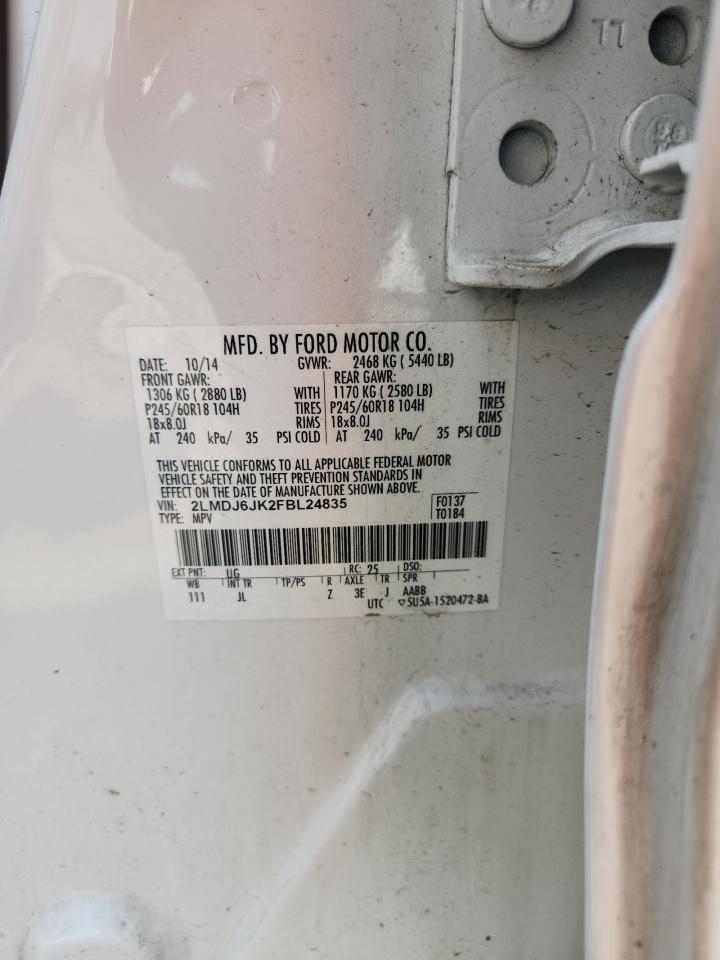 LL
MFD. BY FORD MOTOR CO.
DATE: 10/14 GVWR: 2468 KG ( 5440 LB)
FRONT GAWR: REAR GAWR:
1306 KG ( 2880 LB) WITH 1170 KG ( 2580 LB) WITH
P245/60R18 104H TIRES P245/60R18 104H TIRES
18x8.0J RIMS 18x8.0J RIMS
AT 240 kPa/ 35 PSI COLD AT 240 kPa/ 35 PSI COLD
THIS VEHICLE CONFORMS TO ALL APPLICABLE FEDERAL MOTOR
VEHICLE SAFETY AND THEFT PREVENTION STANDARDS IN
EFFECT ON THE DATE OF MANUFACTURE SHOWN ABOVE.
VIN: 2LMDJ6JK2FBL24835 F0137
TYPE: MPV T0184
EXT PNT: UG RC: 25 DSO:
WB INT TR TP/PS R AXLE TR SPR
111 JL Z 3E J AABB
UTC ▽5U5A-1520472-BA